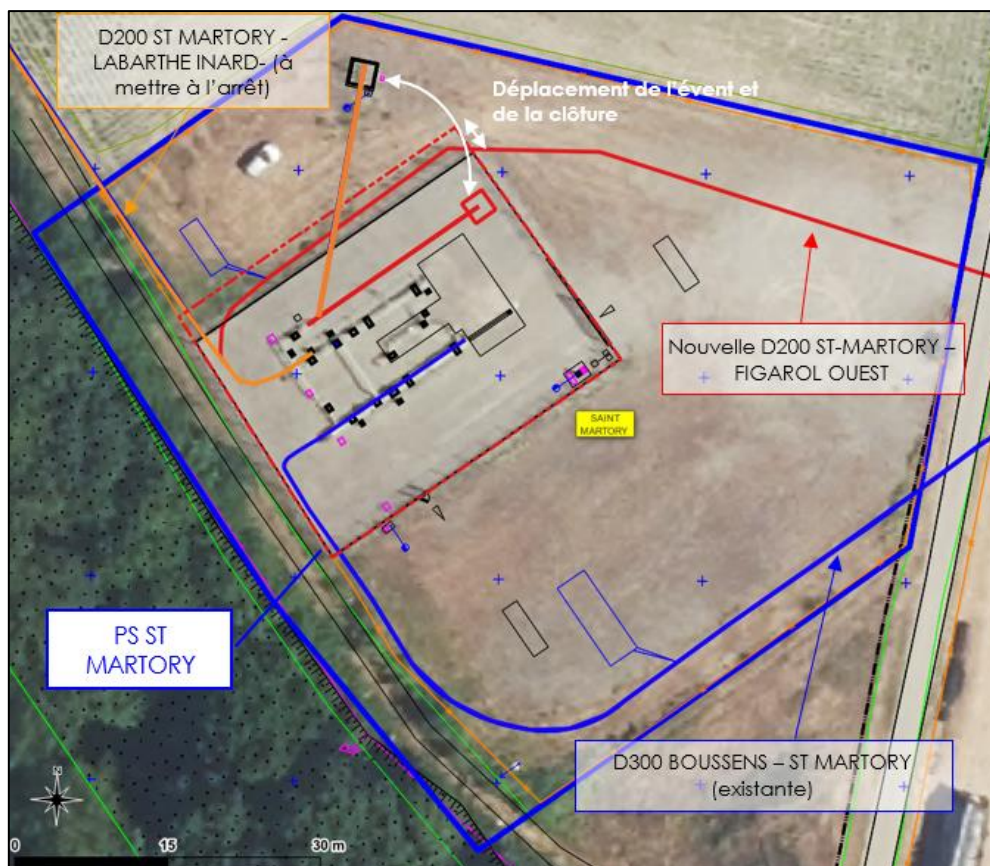 D200 ST MARTORY -
LABARTHE INARD- (à
mettre à l'arrêt)
Déplacement de l'évent et
de la clôture
Nouvelle D200 ST-MARTORY –
FIGAROL OUEST
SAINT
MARTORY
PS ST
MARTORY
D300 BOUSSENS – ST MARTORY
(existante)
N
0 15 30 m